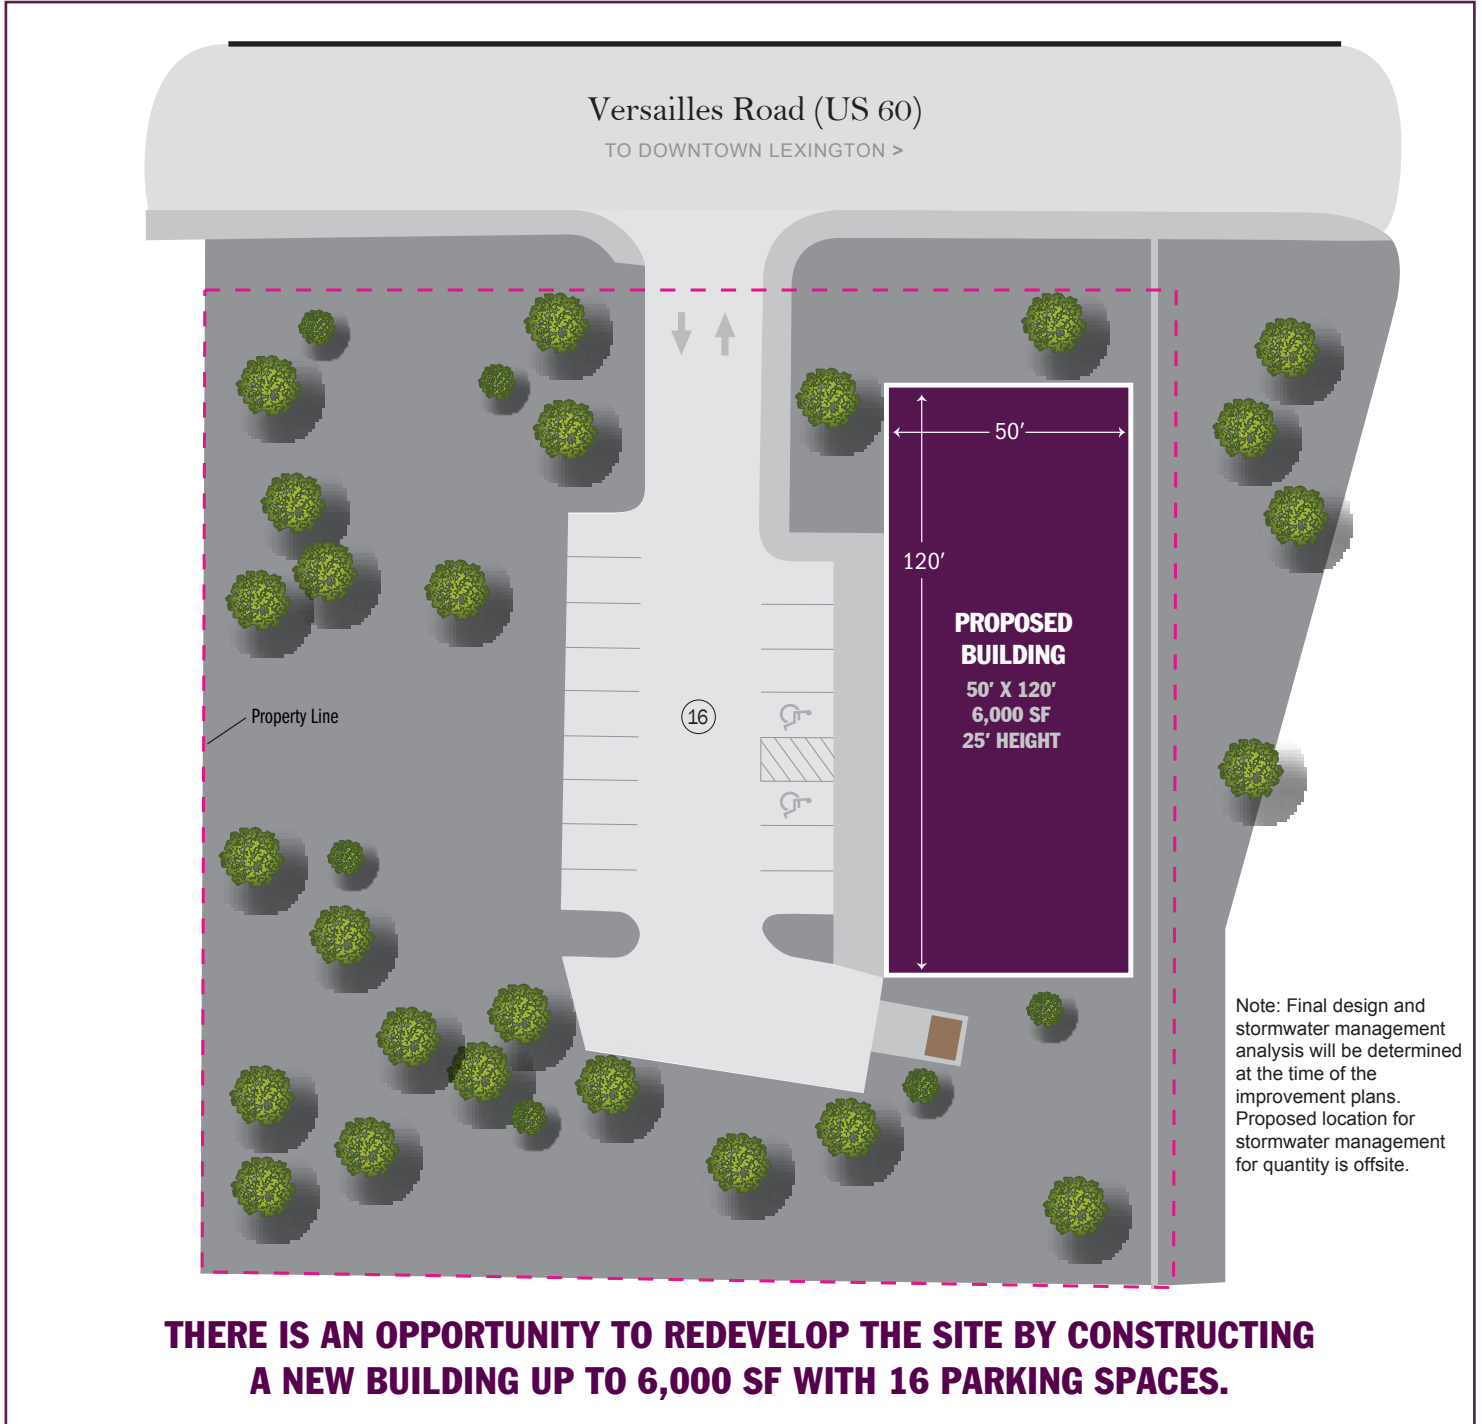 Versailles Road (US 60)
TO DOWNTOWN LEXINGTON >
50′
120′
PROPOSED
BUILDING
50′ X 120′
6,000 SF
25′ HEIGHT
16
Property Line
Note: Final design and
stormwater management
analysis will be determined
at the time of the
improvement plans.
Proposed location for
stormwater management
for quantity is offsite.
THERE IS AN OPPORTUNITY TO REDEVELOP THE SITE BY CONSTRUCTING
A NEW BUILDING UP TO 6,000 SF WITH 16 PARKING SPACES.